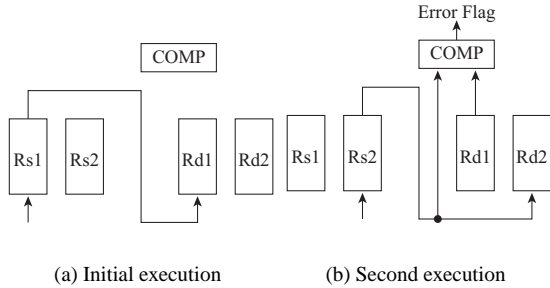 Error Flag
COMP
COMP
Rs1
Rs2
Rd1
Rd2
Rs1
Rs2
Rd1
Rd2
(a) Initial execution
(b) Second execution